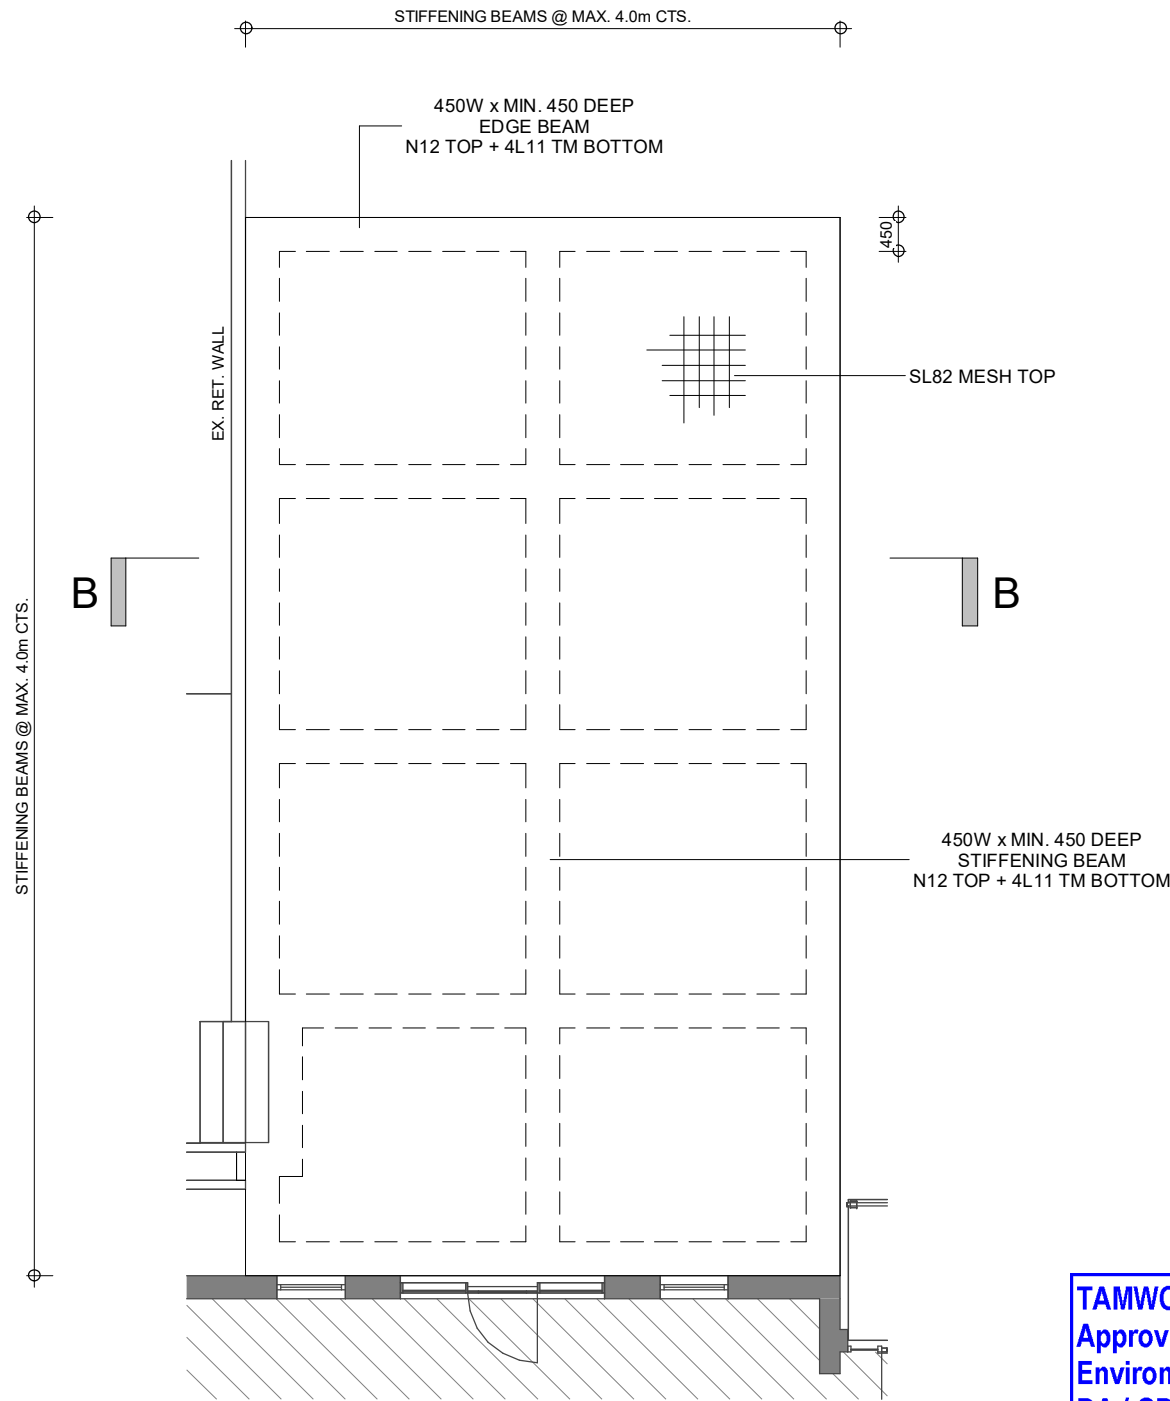 STIFFENING BEAMS @ MAX. 4.0m CTS.
450W x MIN. 450 DEEP
EDGE BEAM
N12 TOP + 4L11 TM BOTTOM
450
EX. RET. WALL
SL82 MESH TOP
B
B
STIFFENING BEAMS @ MAX. 4.0m CTS.
450W x MIN. 450 DEEP
STIFFENING BEAM
N12 TOP + 4L11 TM BOTTOM